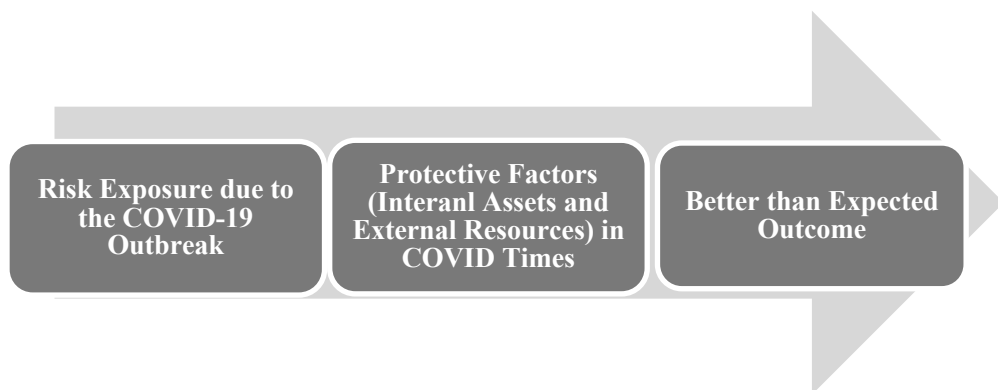 Risk Exposure due to
the COVID-19
Outbreak
Protective Factors
(Interanl Assets and
External Resources) in
COVID Times
Better than Expected
Outcome